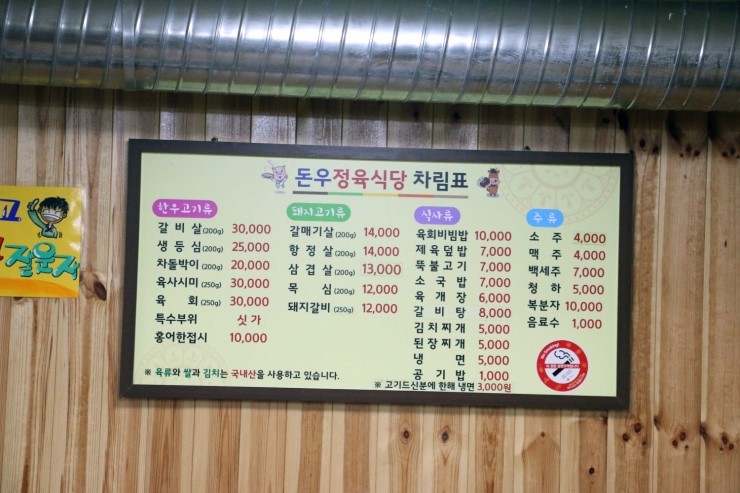 돈우정육식당 차림표
한우고기류
갈비살(200g) 30,000
생등심(200g) 25,000
차돌박이(200g) 20,000
육사시미(250g) 30,000
육 회(250g) 30,000
특수부위 싯가
홍어한접시 10,000
돼지고기류
갈매기살(200g) 14,000
항정살(200g) 14,000
삼겹살(200g) 13,000
목 심(200g) 12,000
돼지갈비(250g) 12,000
식사류
육회비빔밥 10,000
제육덮밥 7,000
뚝불고기 7,000
소국밥 7,000
육개장 6,000
갈비탕 8,000
김치찌개 5,000
된장찌개 5,000
냉 면 5,000
공기밥 1,000
주류
소 주 4,000
맥 주 4,000
백세주 7,000
청 하 5,000
복분자 10,000
음료수 1,000
※ 육류와 쌀과 김치는 국내산을 사용하고 있습니다.
※ 고기드신분에 한해 냉면 3,000원
No Smoking!